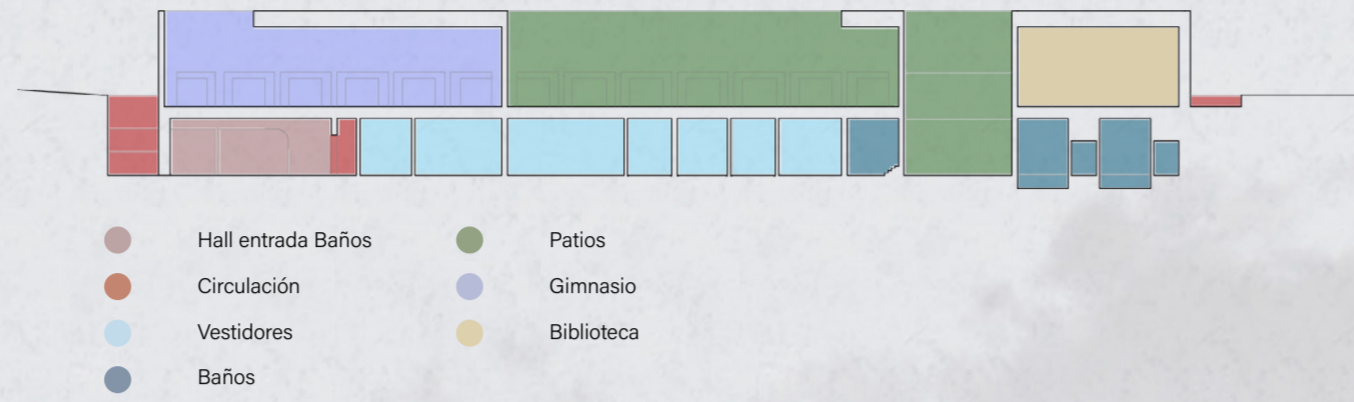 Hall entrada Baños
Circulación
Vestidores
Baños
Patios
Gimnasio
Biblioteca